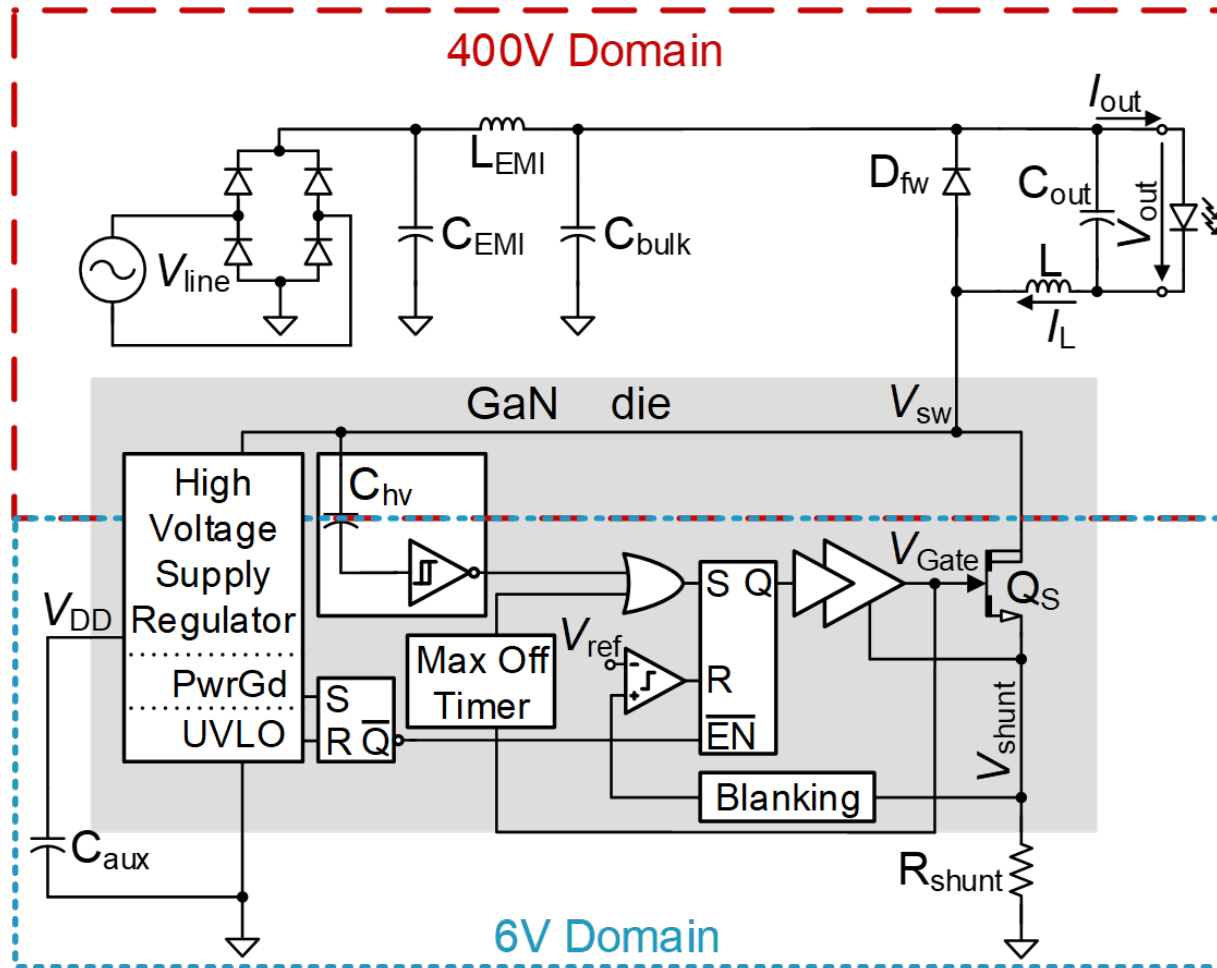 400V Domain
Iout
LEMI
Dfw
Cout
Vout
CEMI
Cbulk
Vline
L
IL
GaN die
Vsw
High
Voltage
Supply
Regulator
Chv
VGate
QS
S Q
VDD
Vref
-
+
Max Off
Timer
R
PwrGd
S
UVLO
R Q̅
E̅N̅
Vshunt
Blanking
Caux
Rshunt
6V Domain